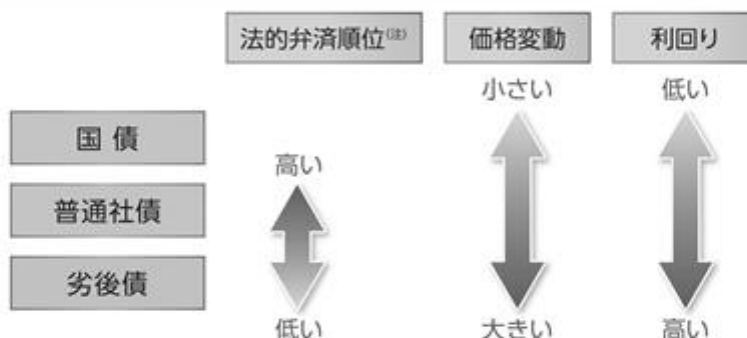 法的弁済順位(注) 価格変動 利回り
小さい 低い
国債
高い
普通社債
劣後債
低い 大きい 高い